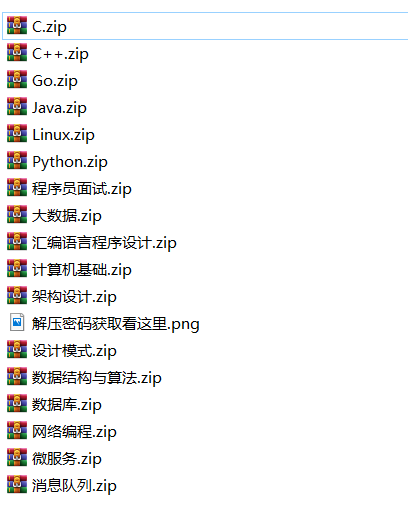 C.zip
C++.zip
Go.zip
Java.zip
Linux.zip
Python.zip
程序员面试.zip
大数据.zip
汇编语言程序设计.zip
计算机基础.zip
架构设计.zip
解压密码获取看这里.png
设计模式.zip
数据结构与算法.zip
数据库.zip
网络编程.zip
微服务.zip
消息队列.zip